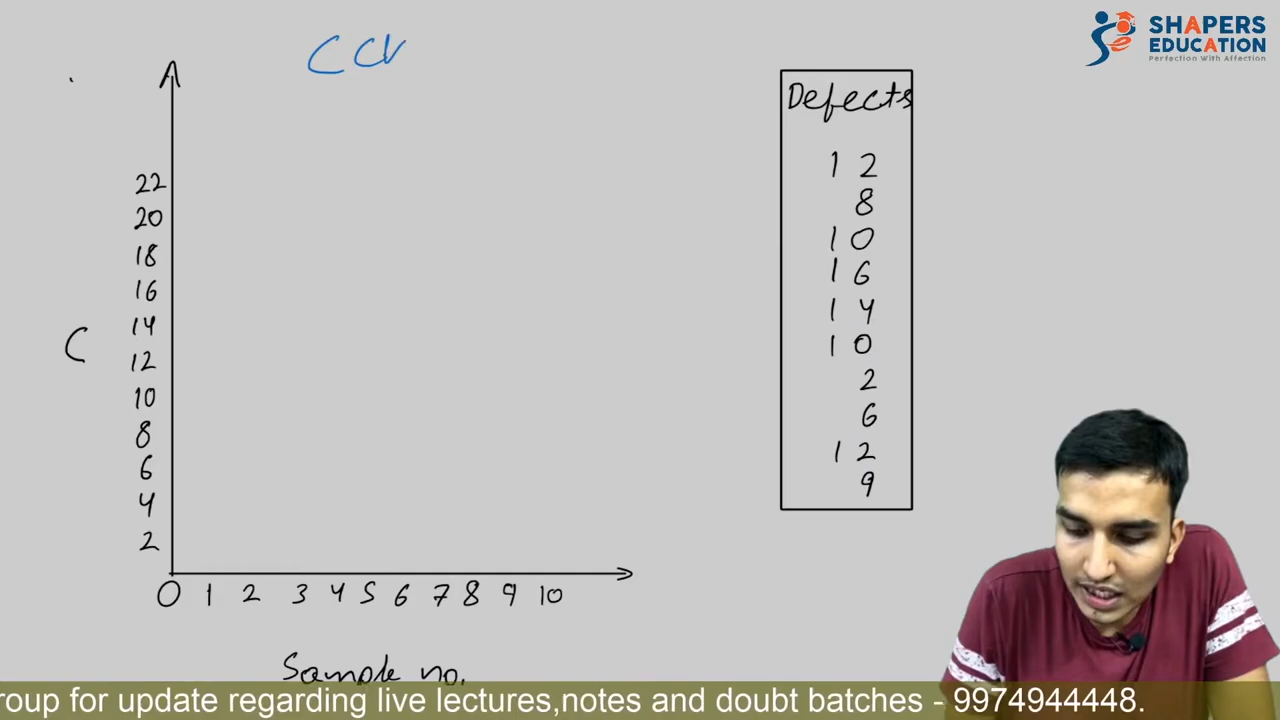 SHAPERS
EDUCATION
Perfection With Affection
Defects
12
8
10
16
14
10
2
6
12
9
22
20
18
16
14
12
10
8
6
4
2
C
0 1 2 3 4 5 6 7 8 9 10
Sample no.
roup for update regarding live lectures,notes and doubt batches - 9974944448.